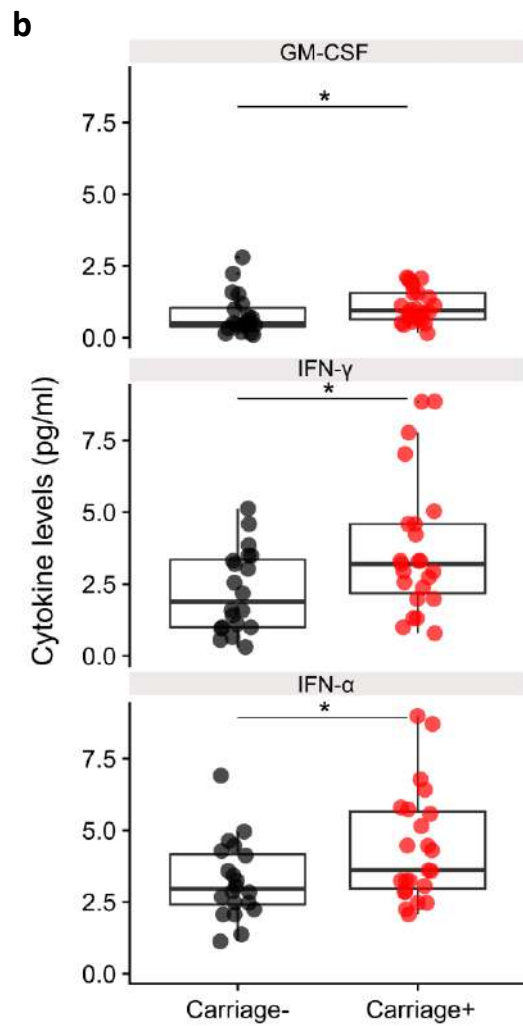 b
GM-CSF
*
7.5
5.0
2.5
0.0
IFN-γ
*
7.5
5.0
2.5
0.0
IFN-α
*
7.5
5.0
2.5
0.0
Cytokine levels (pg/ml)
Carriage-
Carriage+